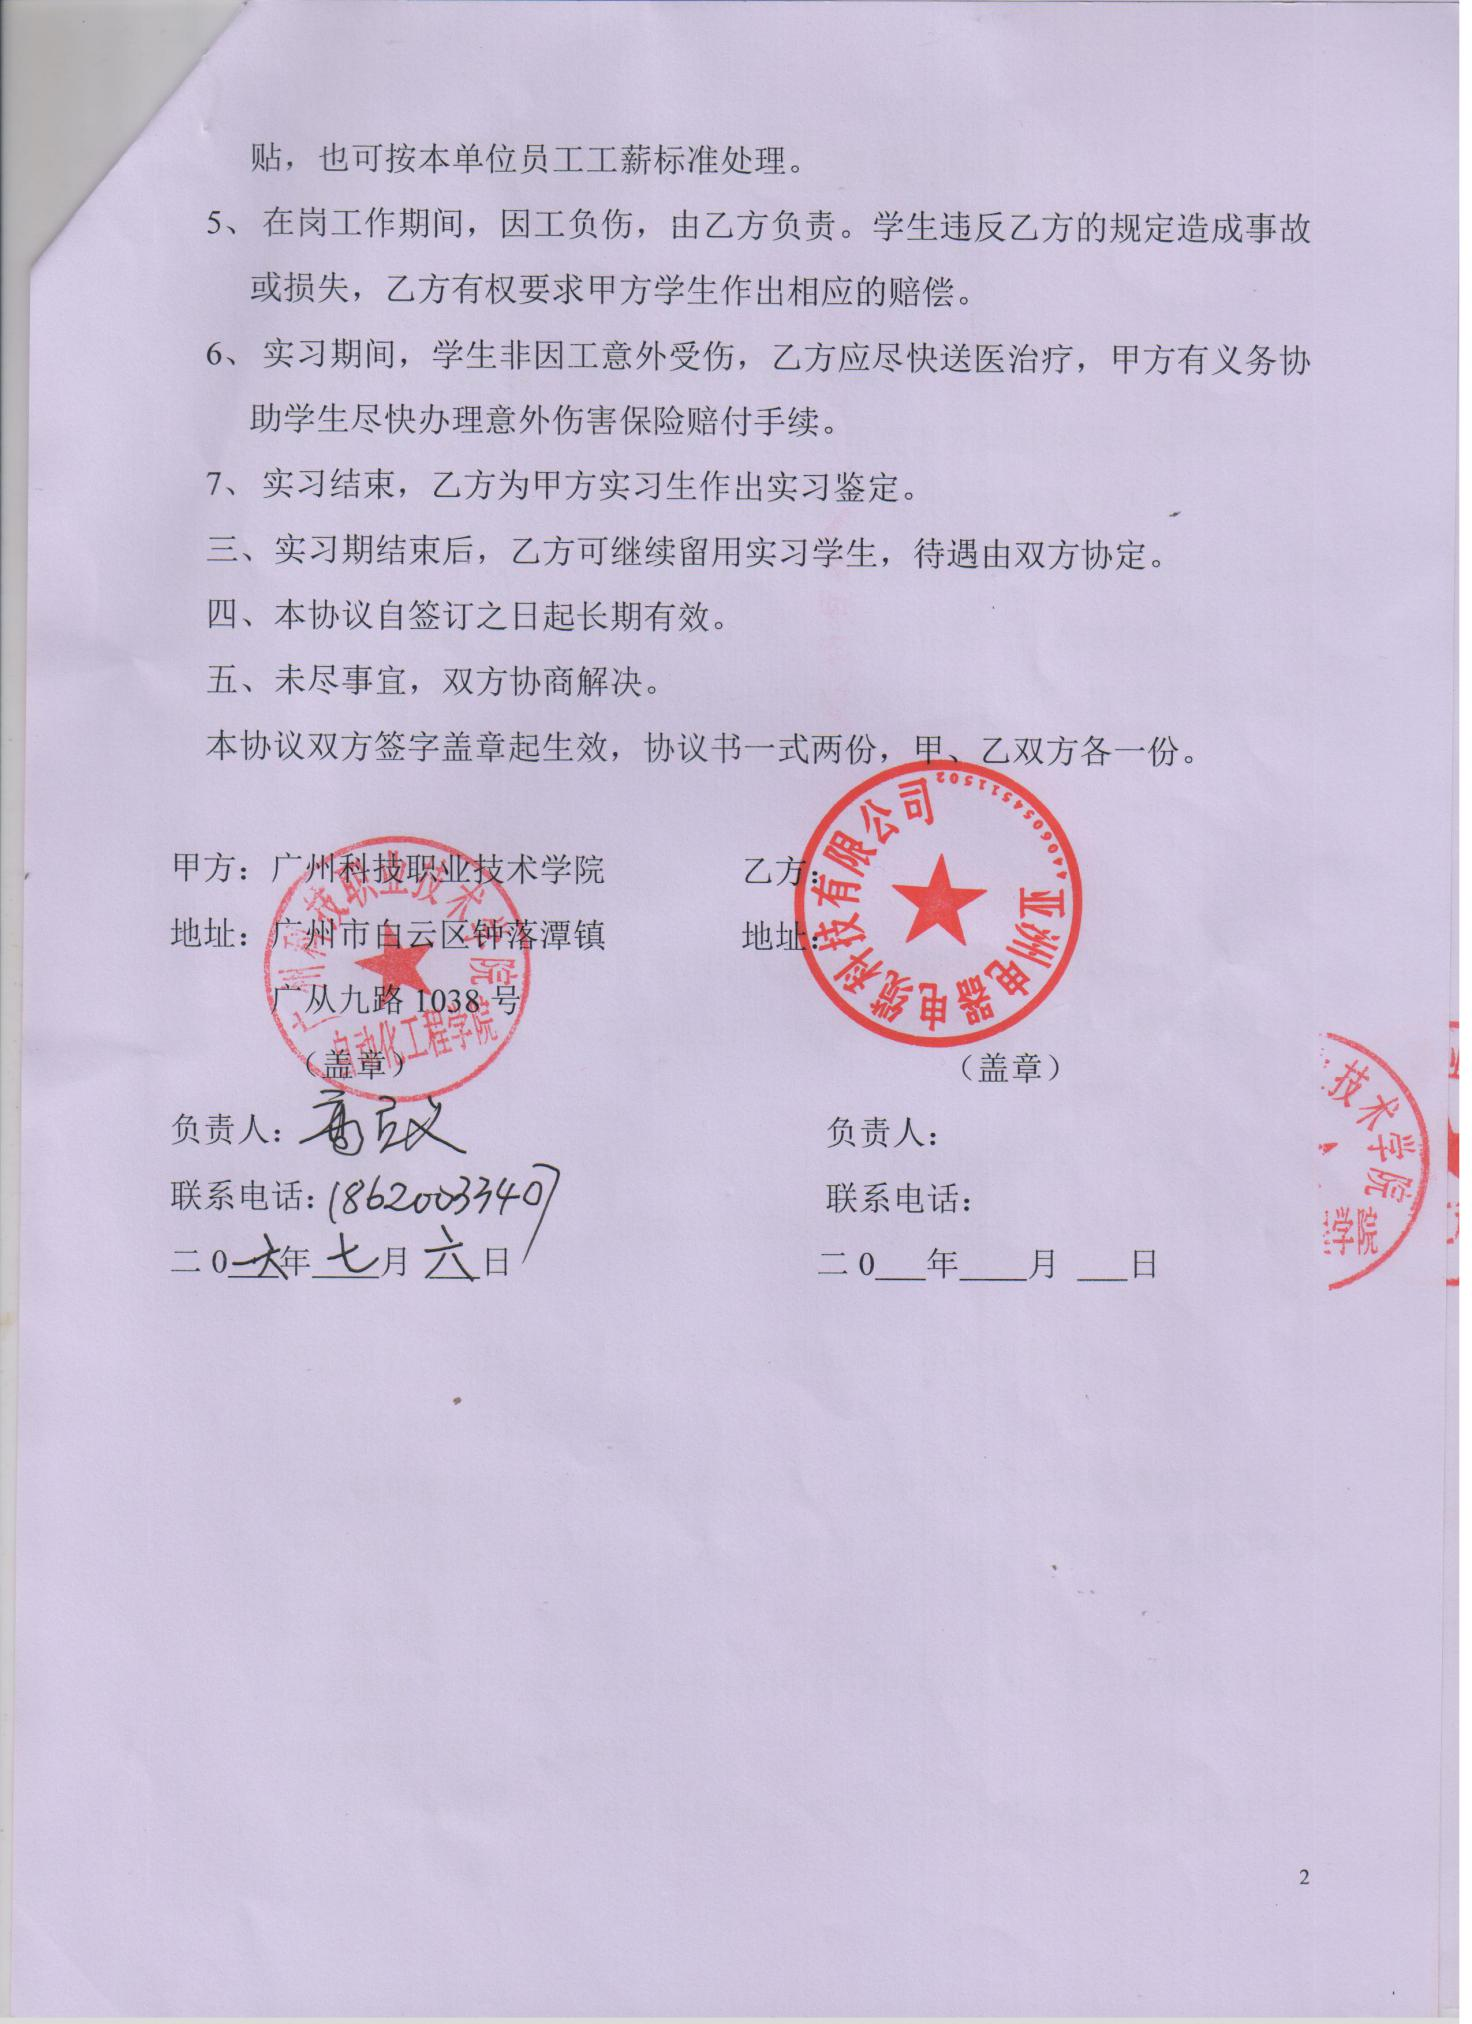 贴，也可按本单位员工工薪标准处理。
5、在岗工作期间，因工负伤，由乙方负责。学生违反乙方的规定造成事故
或损失，乙方有权要求甲方学生作出相应的赔偿。
6、实习期间，学生非因工意外受伤，乙方应尽快送医治疗，甲方有义务协
助学生尽快办理意外伤害保险赔付手续。
7、实习结束，乙方为甲方实习生作出实习鉴定。
三、实习期结束后，乙方可继续留用实习学生，待遇由双方协定。
四、本协议自签订之日起长期有效。
五、未尽事宜，双方协商解决。
本协议双方签字盖章起生效，协议书一式两份，甲、乙双方各一份。
甲方：广州科技职业技术学院 乙方：
地址：广州市白云区钟落潭镇 地址：
广从九路 1038 号
（盖章） （盖章）
负责人： 负责人：
联系电话：18620033407 联系电话：
二0一六年七月六日 二0___年____月 ___日
广州科技职业技术学院
自动化工程学院
亚洲电器电缆科技有限公司
4406054511502
技术学院
学院
2